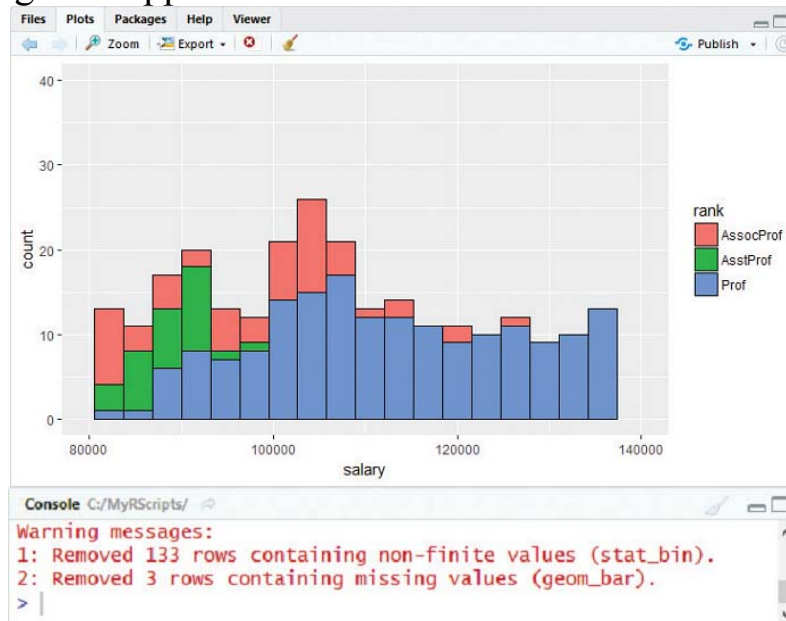 Files Plots Packages Help Viewer
Zoom Export Publish
40
30
20
10
0
count
80000 100000 120000 140000
salary
rank
AssocProf
AsstProf
Prof
Console C:/MyRScripts/
Warning messages:
1: Removed 133 rows containing non-finite values (stat_bin).
2: Removed 3 rows containing missing values (geom_bar).
>